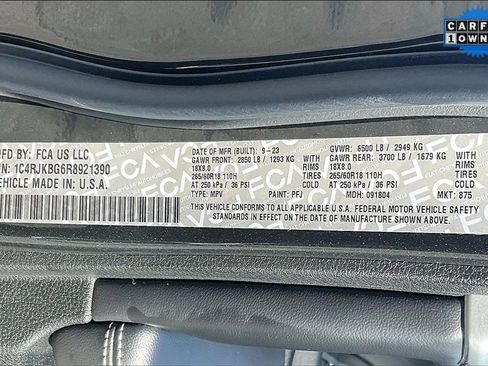 CARFAX
1 OWN
MFD BY: FCA US LLC
VIN: 1C4RJKBG6R8921390
VEHICLE MADE IN U.S.A.
DATE OF MFR (BUILT): 9-23 GVWR: 6500 LB / 2949 KG
GAWR FRONT: 2850 LB / 1293 KG WITH GAWR REAR: 3700 LB / 1679 KG WITH
18X8.0 RIMS 18X8.0 RIMS
265/60R18 110H TIRES 265/60R18 110H TIRES
AT 250 kPa / 36 PSI AT 250 kPa / 36 PSI
TYPE: MPV PAINT: PFJ MDH: 091804 MKT: 875
THIS VEHICLE CONFORMS TO ALL APPLICABLE U.S.A. FEDERAL MOTOR VEHICLE SAFETY
STANDARDS IN EFFECT ON THE DATE OF MANUFACTURE SHOWN ABOVE.